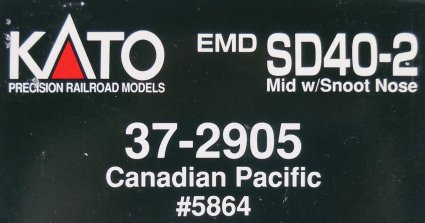 KATO
PRECISION RAILROAD MODELS
EMD SD40-2
Mid w/Snoot Nose
37-2905
Canadian Pacific
#5864